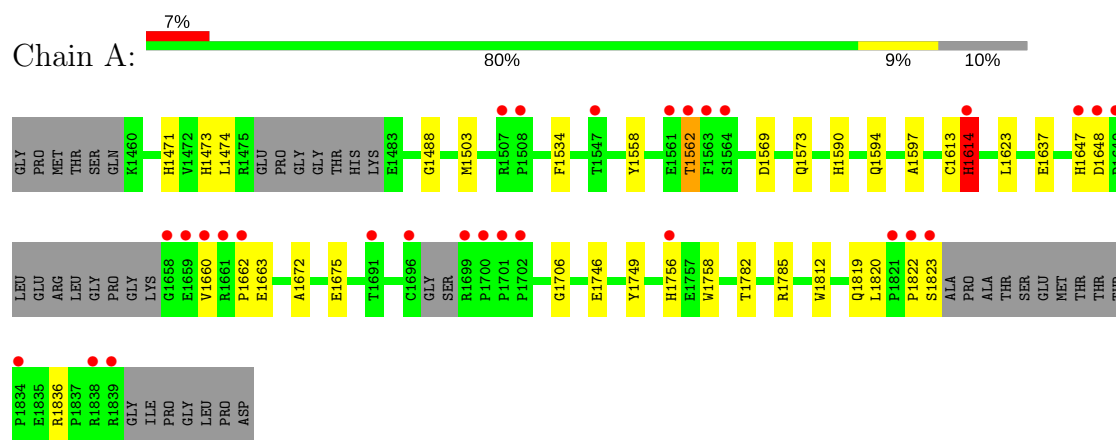 7%
Chain A:
80% 9% 10%
GLY PRO MET THR SER GLN K1460 H1471 V1472 H1473 L1474 R1475 GLU PRO GLY GLY THR HIS LYS E1483 G1488 M1503 R1507 P1508 F1534 T1547 Y1558 E1561 T1562 F1563 S1564 D1569 Q1573 H1590 Q1594 A1597 C1613 H1614 L1623 E1637 H1647 D1648
LEU GLU ARG LEU GLY PRO GLY LYS G1658 E1659 V1660 R1661 P1662 E1663 A1672 E1675 T1691 C1696 GLY SER R1699 P1700 P1701 P1702 G1706 E1746 Y1749 H1756 E1757 W1758 T1782 R1785 W1812 Q1819 L1820 P1821 P1822 S1823 ALA PRO ALA THR SER GLU MET THR THR
P1834 E1835 R1836 P1837 R1838 R1839 GLY ILE PRO GLY LEU PRO ASP